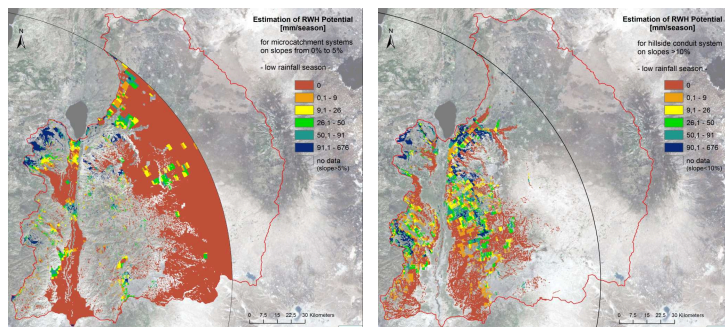 Estimation of RWH Potential
[mm/season]
for microcatchment systems
on slopes from 0% to 5%
- low rainfall season -
0
0,1 - 9
9,1 - 26
26,1 - 50
50,1 - 91
91,1 - 676
no data
(slope>5%)
N
0 7.5 15 22.5 30 Kilometers
Estimation of RWH Potential
[mm/season]
for hillside conduit system
on slopes >10%
- low rainfall season -
0
0,1 - 9
9,1 - 26
26,1 - 50
50,1 - 91
90,1 - 676
no data
(slope<10%)
N
0 7.5 15 22.5 30 Kilometers